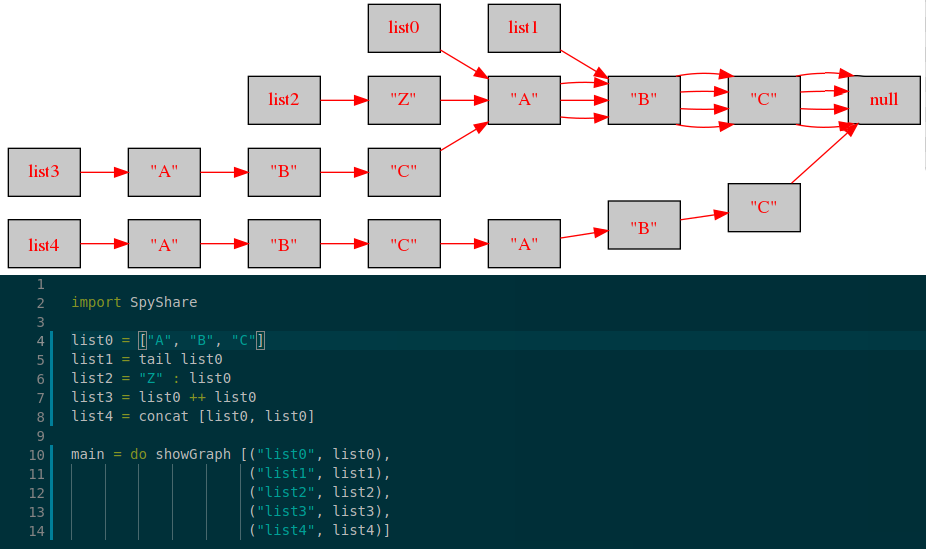 list0 list1
list2 "Z" "A" "B" "C" null
list3 "A" "B" "C"
list4 "A" "B" "C" "A" "B" "C"
1
2 import SpyShare
3
4 list0 = ["A", "B", "C"]
5 list1 = tail list0
6 list2 = "Z" : list0
7 list3 = list0 ++ list0
8 list4 = concat [list0, list0]
9
10 main = do showGraph [("list0", list0),
11 ("list1", list1),
12 ("list2", list2),
13 ("list3", list3),
14 ("list4", list4)]